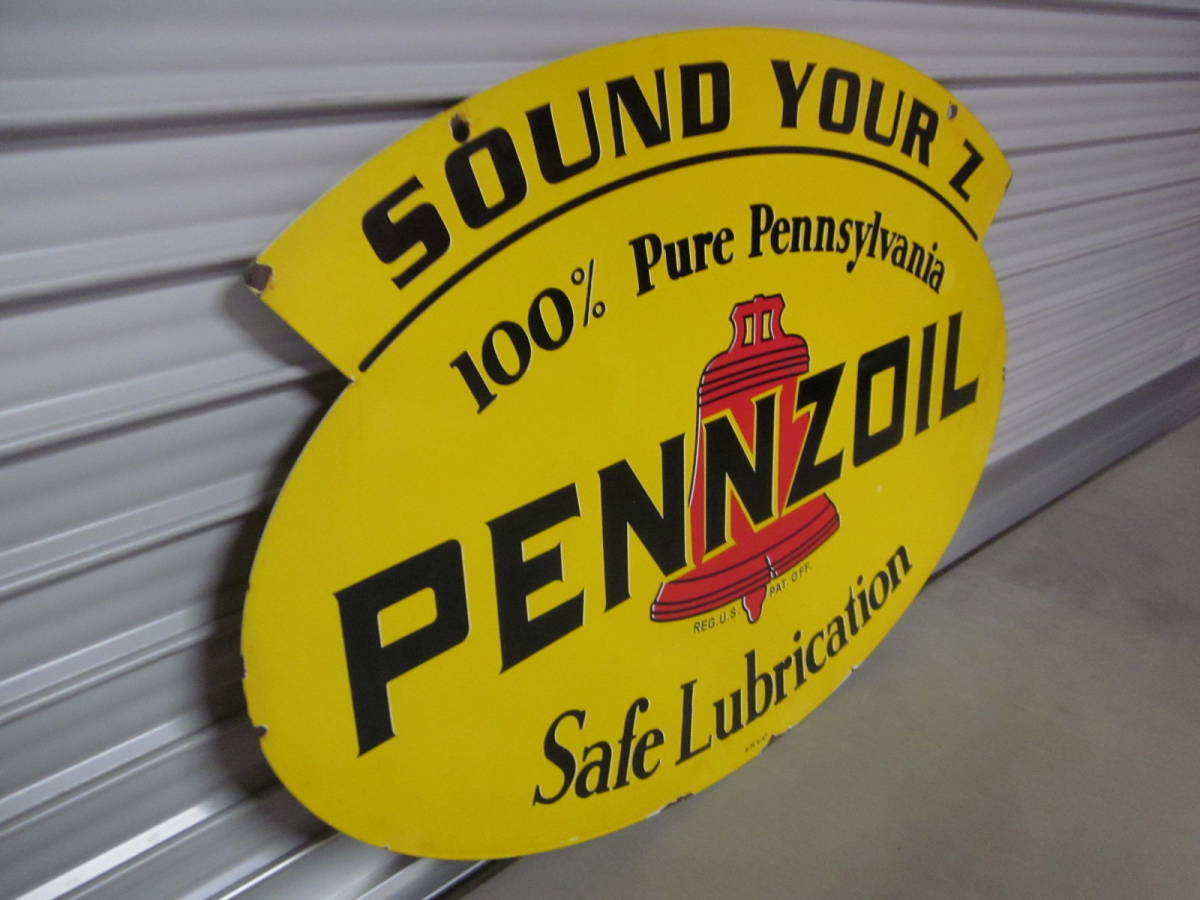 SOUND YOUR 'Z'
100% Pure Pennsylvania
PENNZOIL
REG. U.S. PAT. OFF.
Safe Lubrication